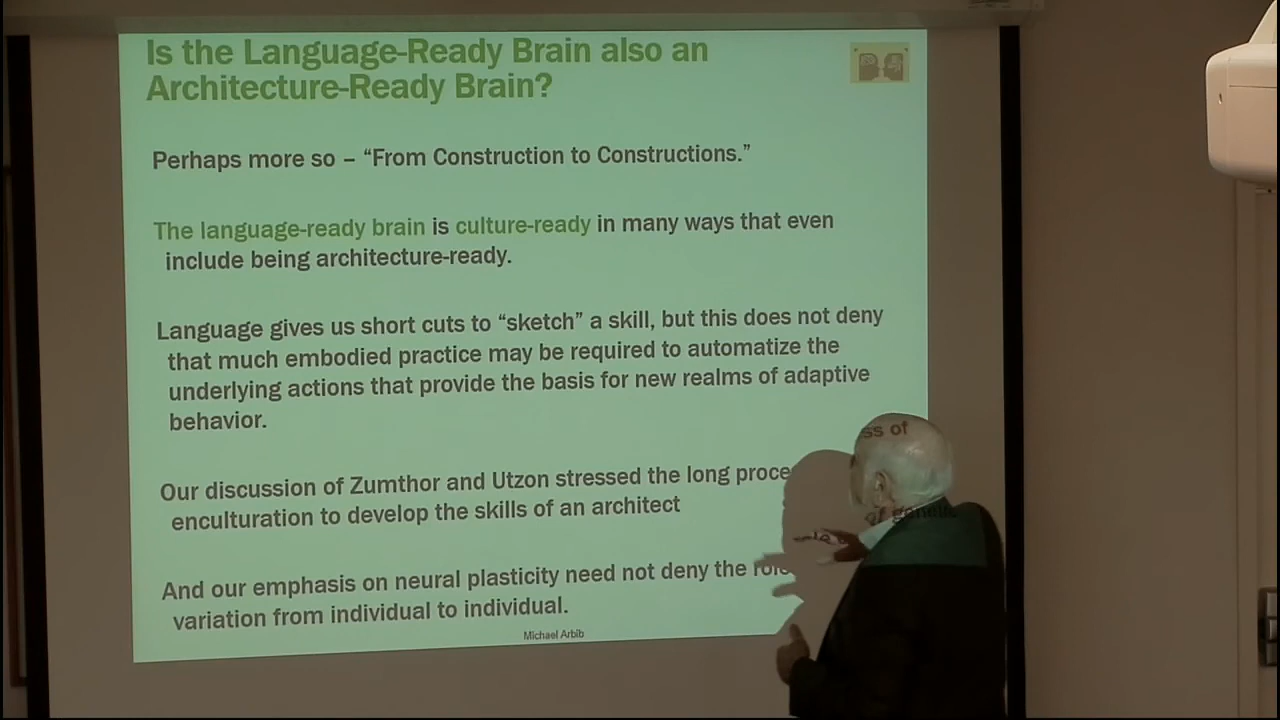 Is the Language-Ready Brain also an
Architecture-Ready Brain?
Perhaps more so – “From Construction to Constructions.”
The language-ready brain is culture-ready in many ways that even
include being architecture-ready.
Language gives us short cuts to “sketch” a skill, but this does not deny
that much embodied practice may be required to automatize the
underlying actions that provide the basis for new realms of adaptive
behavior.
Our discussion of Zumthor and Utzon stressed the long process of
enculturation to develop the skills of an architect
And our emphasis on neural plasticity need not deny the role of genetic
variation from individual to individual.
Michael Arbib